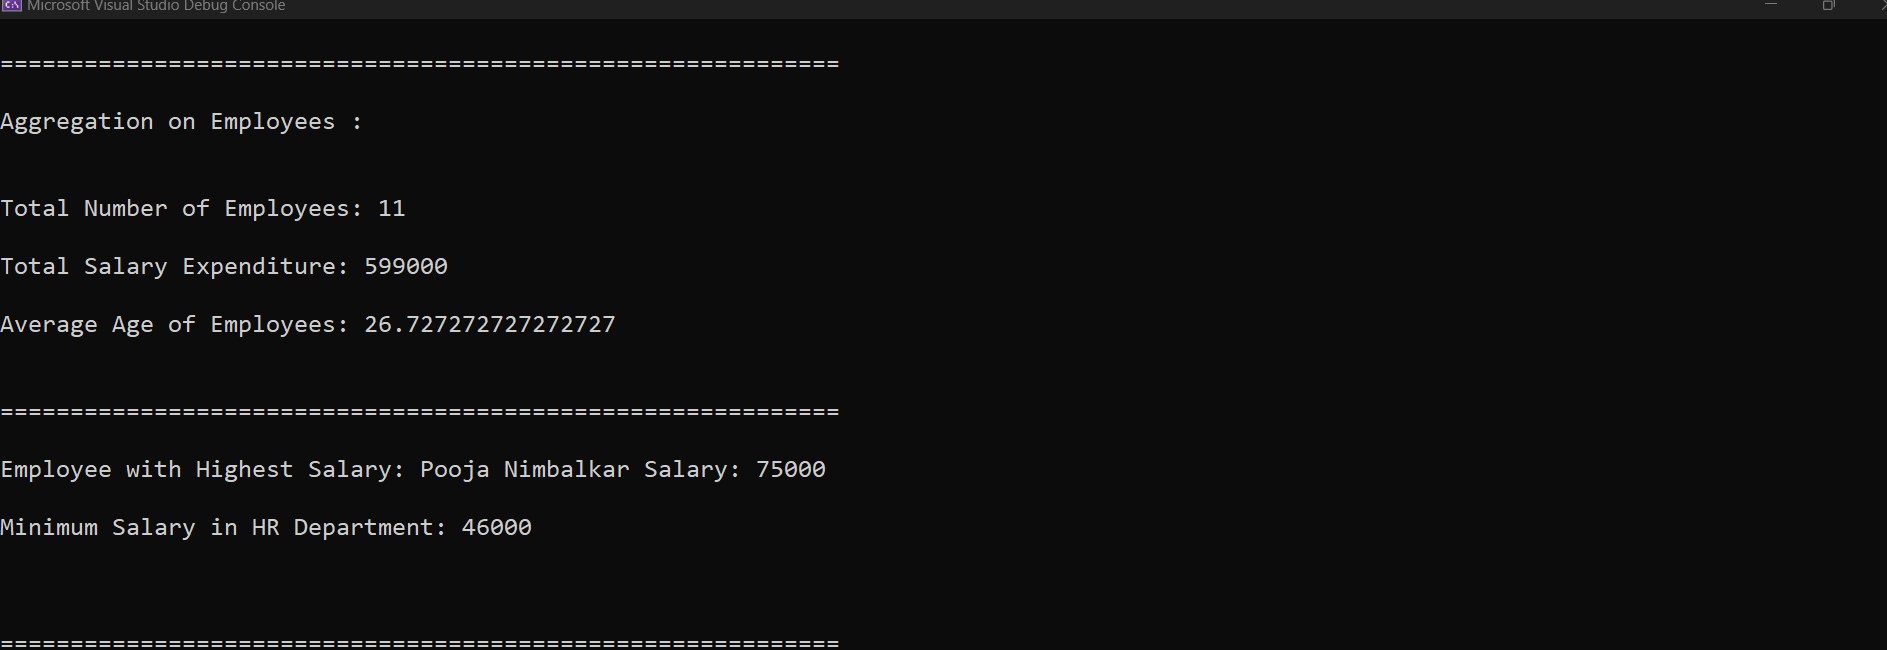 Microsoft Visual Studio Debug Console
============================================================
Aggregation on Employees :
Total Number of Employees: 11
Total Salary Expenditure: 599000
Average Age of Employees: 26.727272727272727
============================================================
Employee with Highest Salary: Pooja Nimbalkar Salary: 75000
Minimum Salary in HR Department: 46000
============================================================